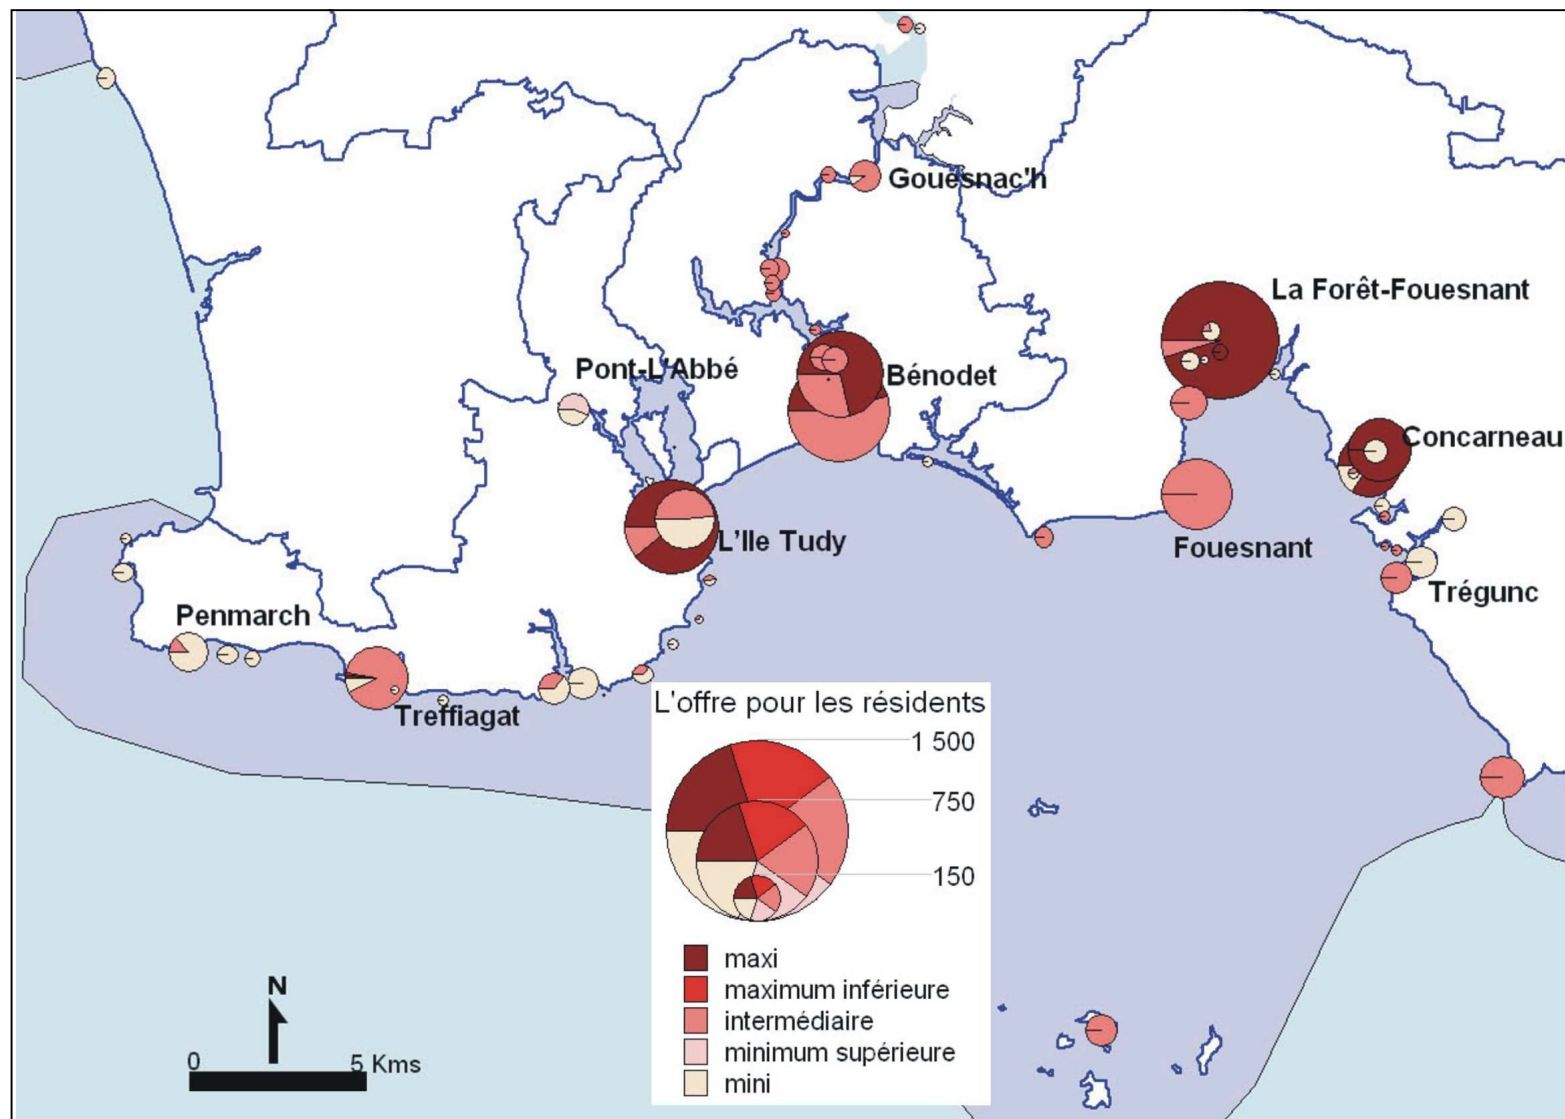 Gouesnac'h
La Forêt-Fouesnant
Pont-L'Abbé
Bénodet
Concarneau
L'Ile Tudy
Fouesnant
Trégunc
Penmarch
Treffiagat
L'offre pour les résidents
1 500
750
150
maxi
maximum inférieure
intermédiaire
minimum supérieure
mini
N
0 5 Kms